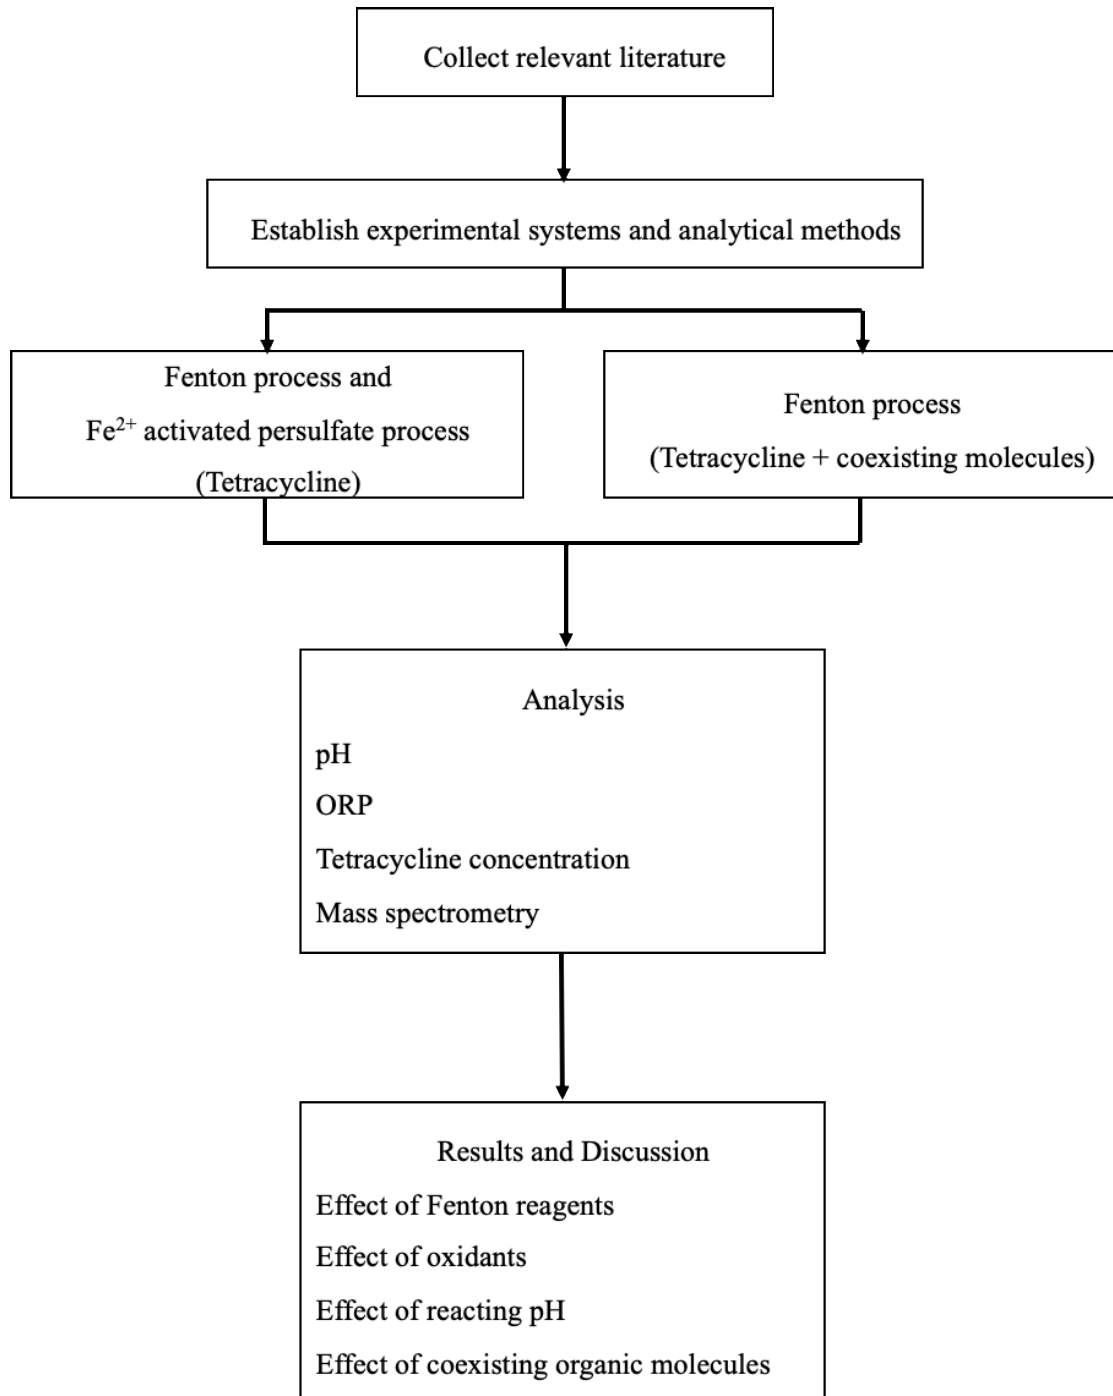 Collect relevant literature
Establish experimental systems and analytical methods
Fenton process and
Fe²⁺ activated persulfate process
(Tetracycline)
Fenton process
(Tetracycline + coexisting molecules)
Analysis
pH
ORP
Tetracycline concentration
Mass spectrometry
Results and Discussion
Effect of Fenton reagents
Effect of oxidants
Effect of reacting pH
Effect of coexisting organic molecules